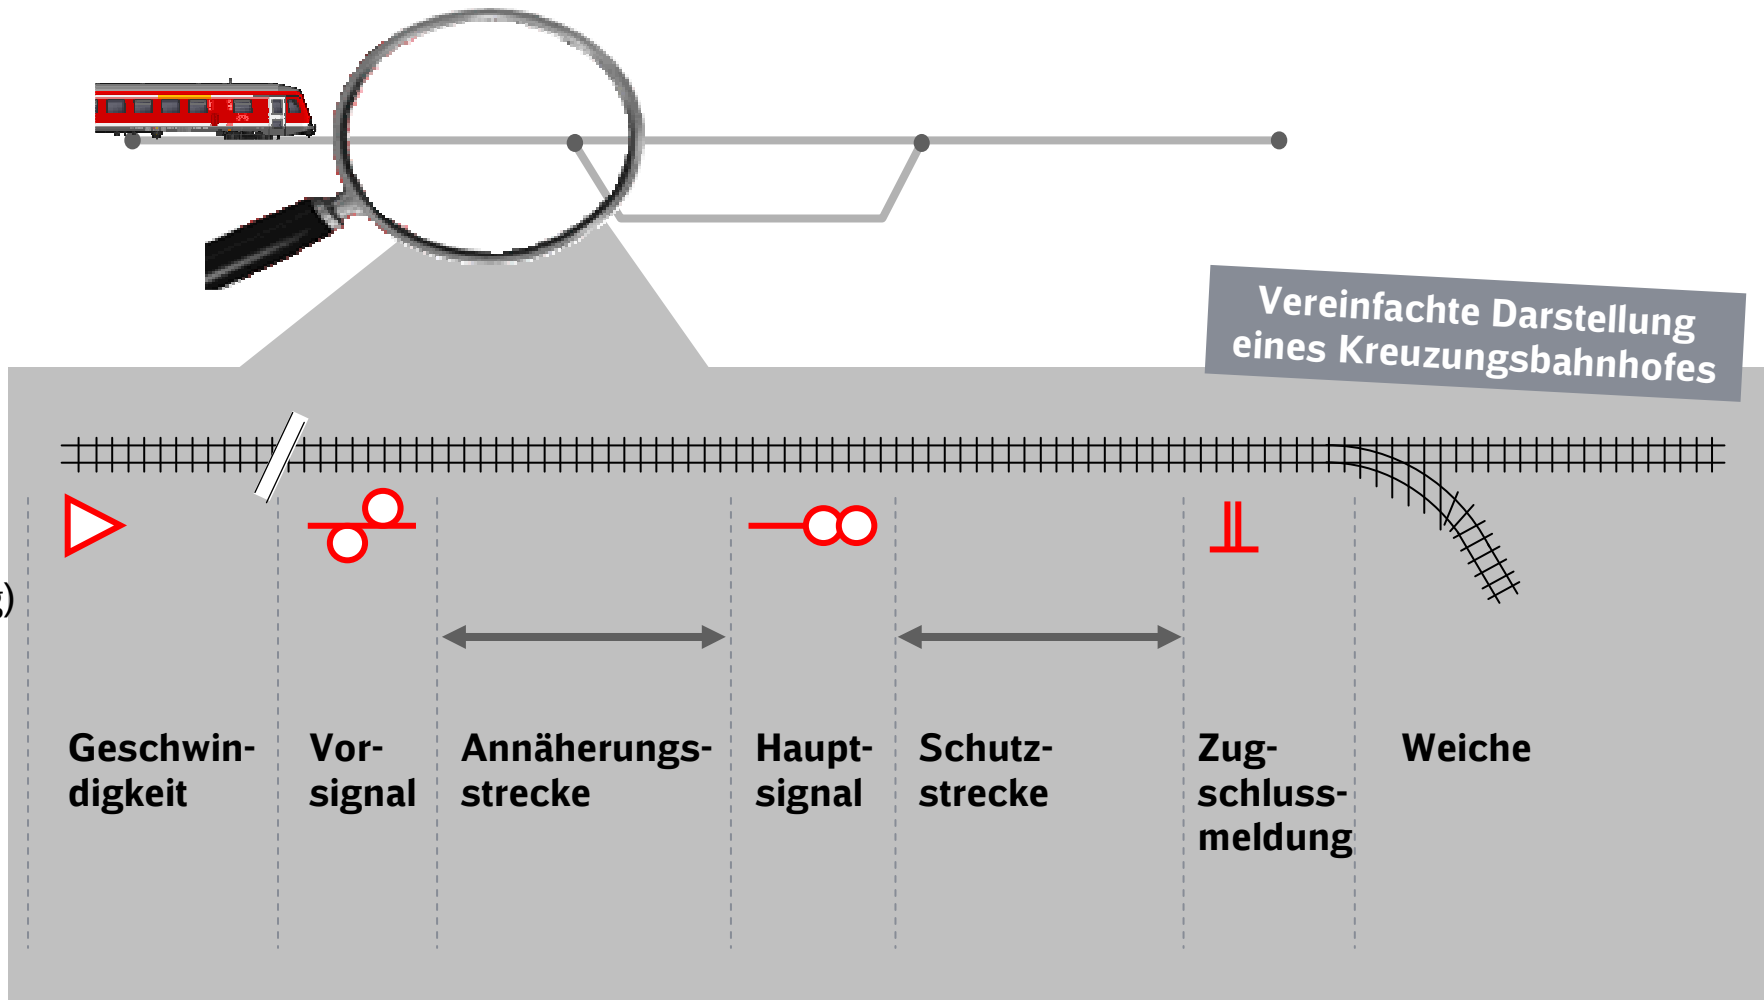 Vereinfachte Darstellung
eines Kreuzungsbahnhofes
Geschwin-
digkeit
Vor-
signal
Annäherungs-
strecke
Haupt-
signal
Schutz-
strecke
Zug-
schluss-
meldung
Weiche